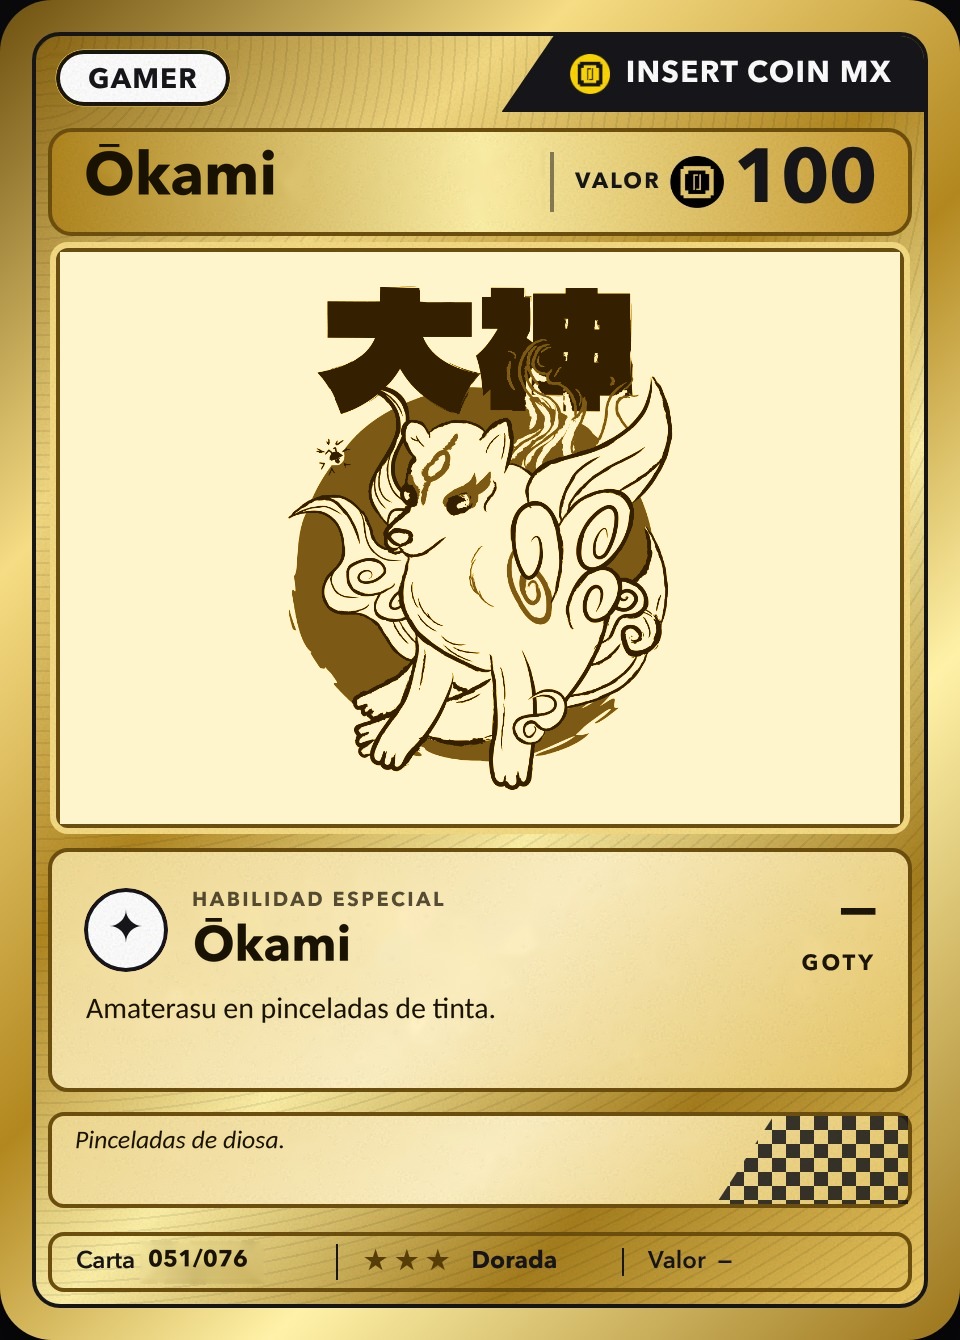 GAMER
INSERT COIN MX
Ōkami
VALOR 100
大神
HABILIDAD ESPECIAL
Ōkami
–
GOTY
Amaterasu en pinceladas de tinta.
Pinceladas de diosa.
Carta 051/076 ★★★ Dorada Valor –